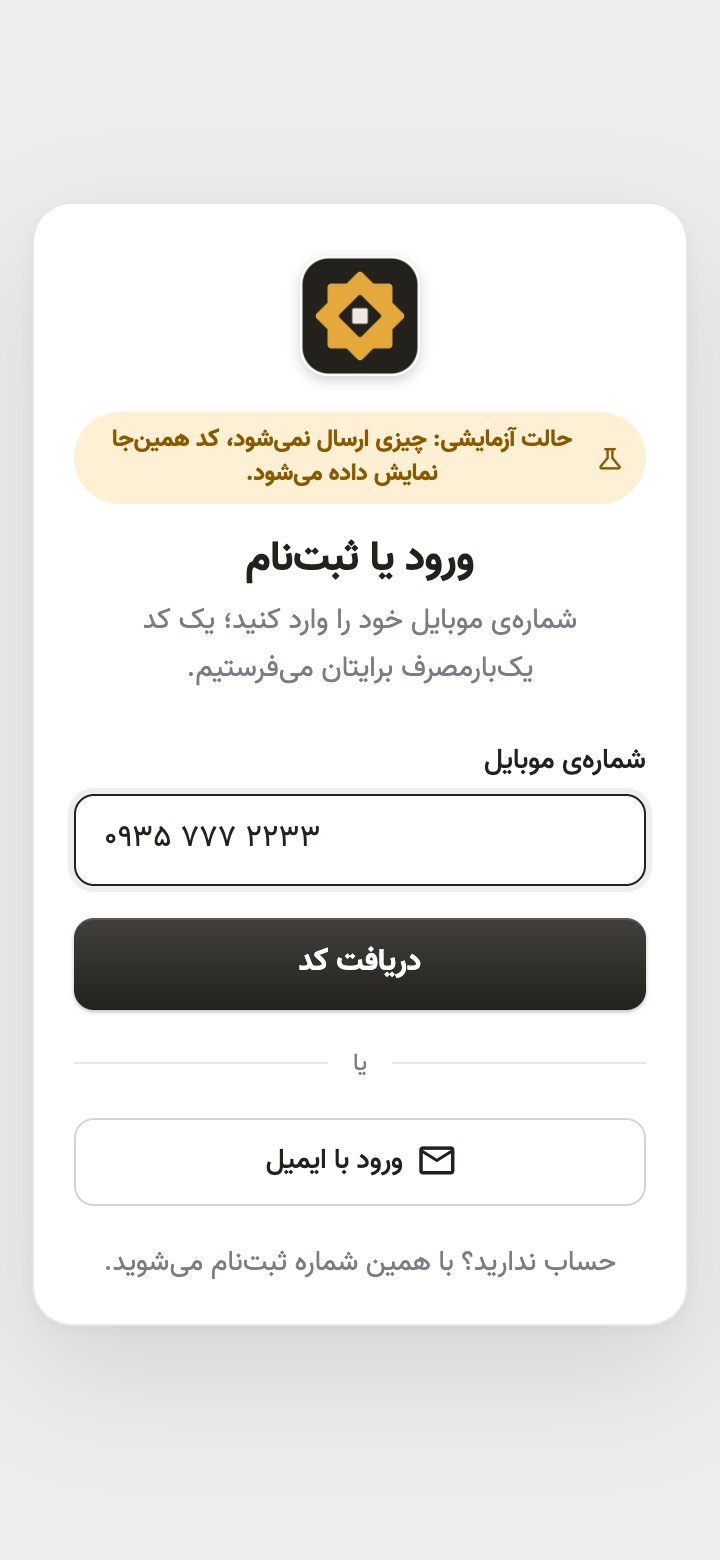 حالت آزمایشی: چیزی ارسال نمی‌شود، کد همین‌جا
نمایش داده می‌شود.
ورود یا ثبت‌نام
شماره‌ی موبایل خود را وارد کنید؛ یک کد
یک‌بارمصرف برایتان می‌فرستیم.
شماره‌ی موبایل
۰۹۳۵ ۷۷۷ ۲۲۳۳
دریافت کد
یا
ورود با ایمیل
حساب ندارید؟ با همین شماره ثبت‌نام می‌شوید.